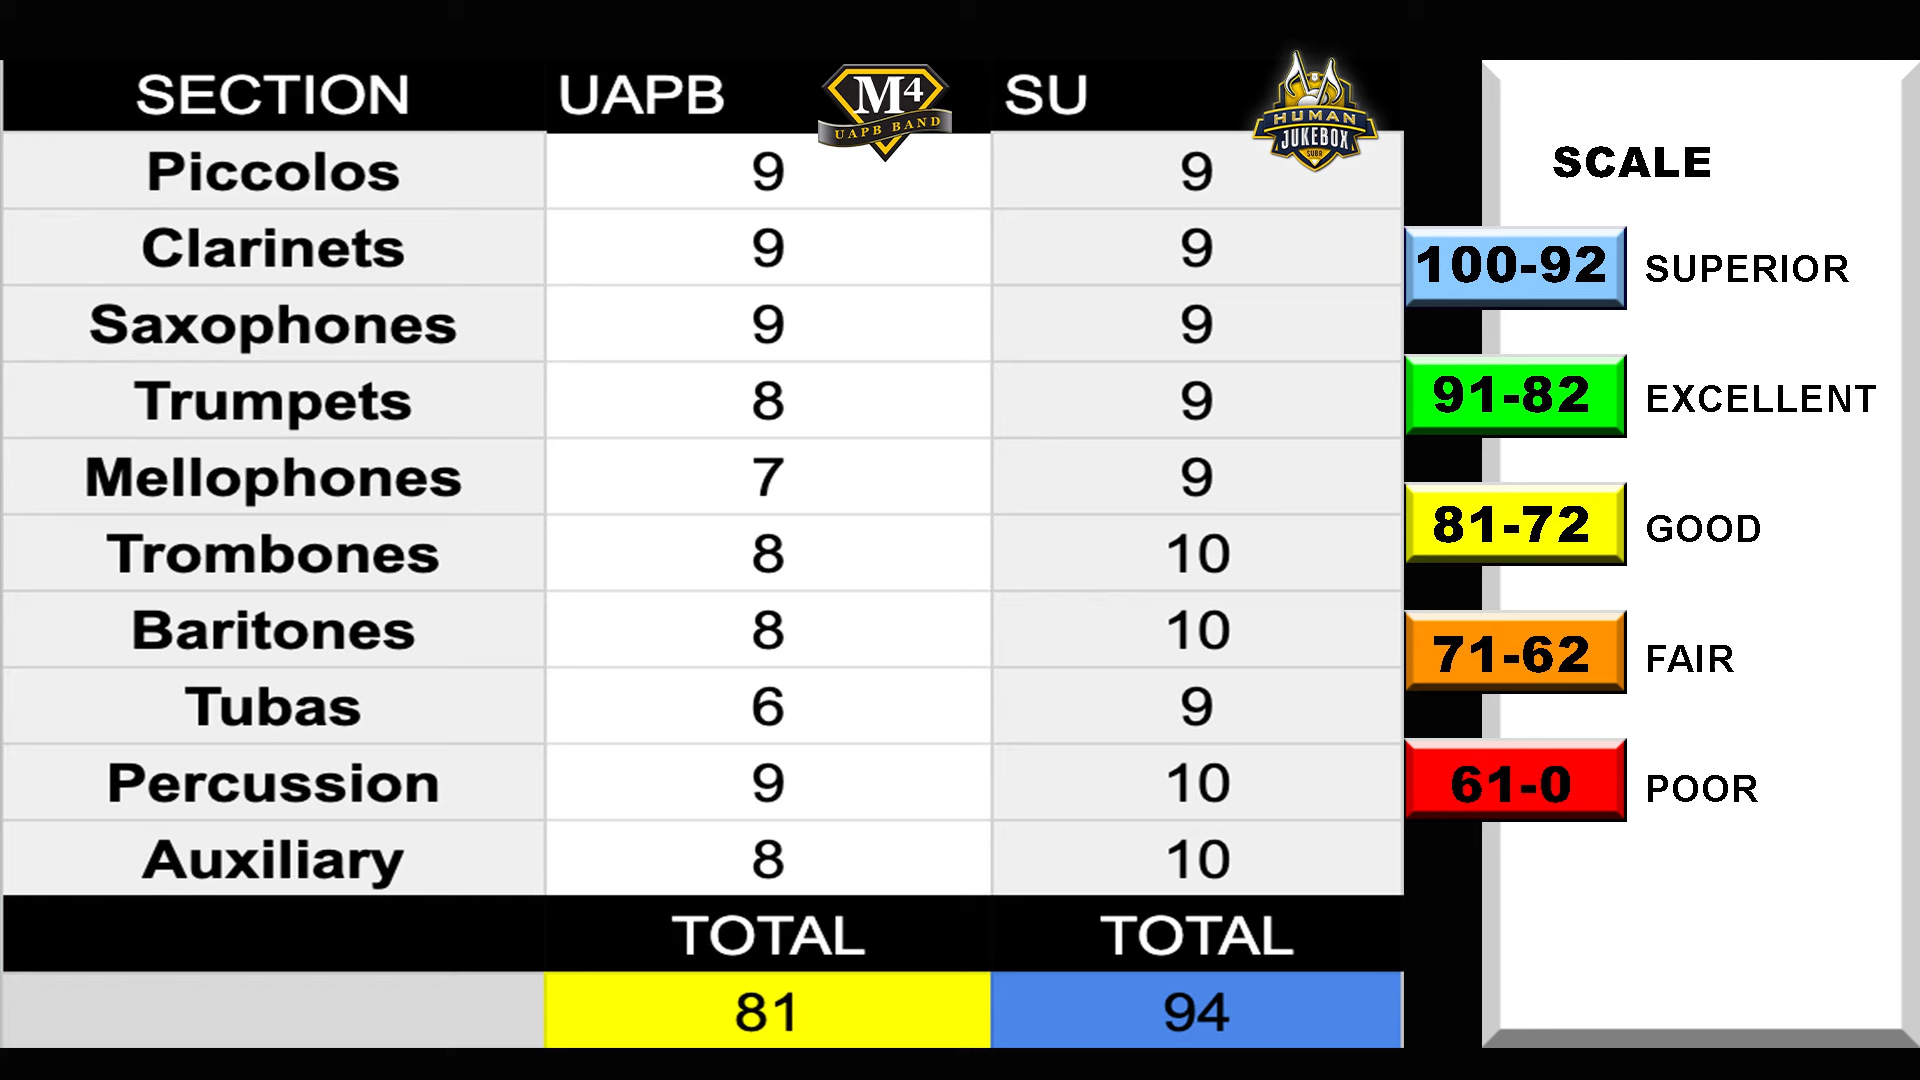 SECTION UAPB M4 UAPB BAND SU HUMAN JUKEBOX SUBR
Piccolos 9 9
Clarinets 9 9
Saxophones 9 9
Trumpets 8 9
Mellophones 7 9
Trombones 8 10
Baritones 8 10
Tubas 6 9
Percussion 9 10
Auxiliary 8 10
TOTAL TOTAL
81 94
SCALE
100-92 SUPERIOR
91-82 EXCELLENT
81-72 GOOD
71-62 FAIR
61-0 POOR